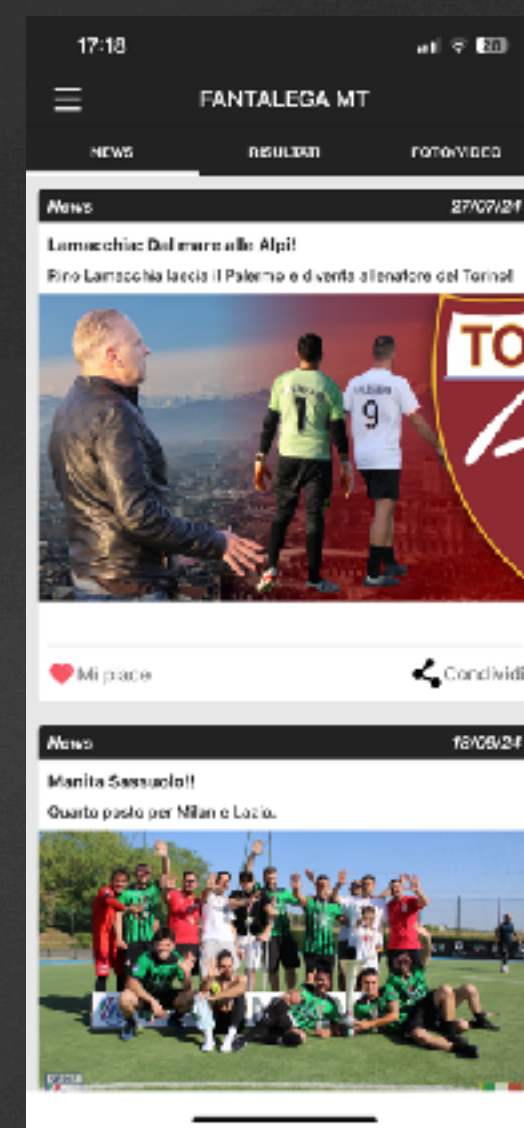 17:18
FANTALEGA MT
NEWS RISULTATI FOTO/VIDEO
News 27/07/24
Lamacchia: Dal mare alle Alpi!
Rino Lamacchia lascia il Palermo e diventa allenatore del Torino!
1
9
TO
Mi piace Condividi
News
Manita Sassuolo!!
Quarto posto per Milan e Lazio.